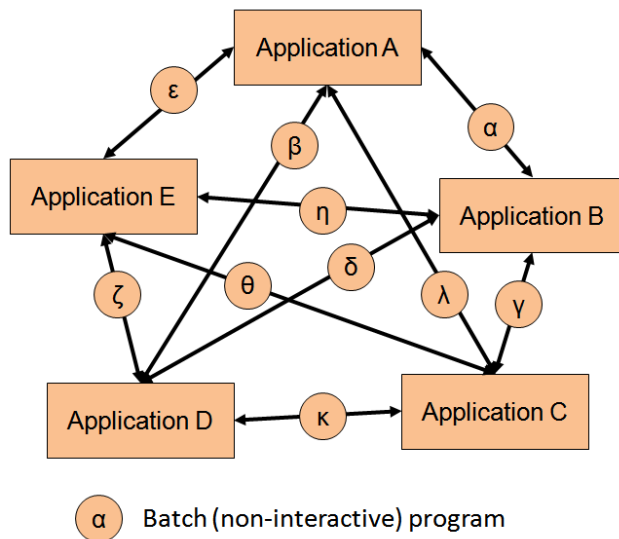 Application A
ε
α
β
Application E
Application B
η
δ
θ
ζ
λ
γ
Application D
κ
Application C
α Batch (non-interactive) program